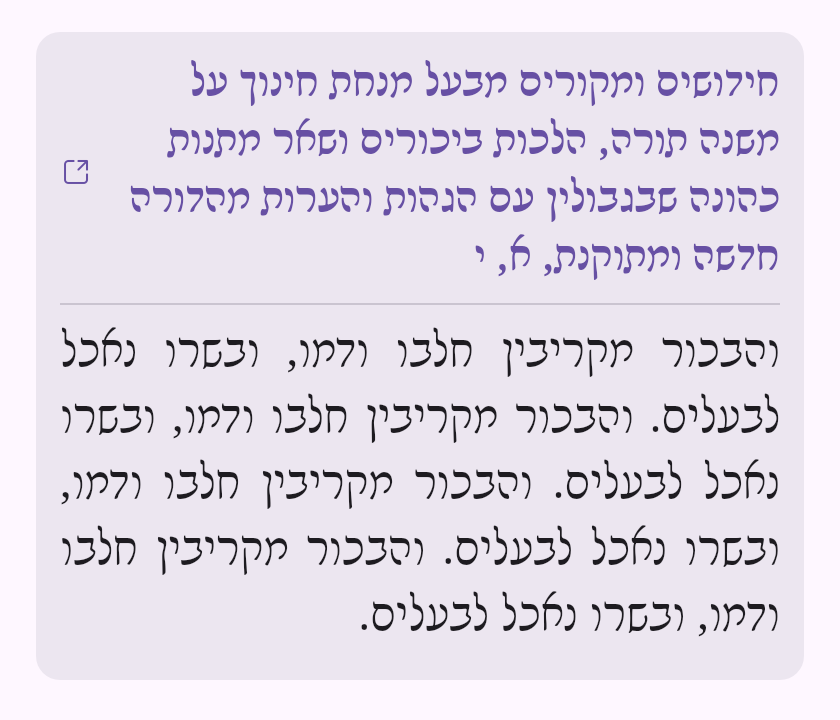 חידושים ומקורים מבעל מנחת חינוך על
משנה תורה, הלכות ביכורים ושאר מתנות
כהונה שבגבולין עם הגהות והערות מהדורה
חדשה ומתוקנת, א, י
והבכור מקריבין חלבו ודמו, ובשרו נאכל
לבעלים. והבכור מקריבין חלבו ודמו, ובשרו
נאכל לבעלים. והבכור מקריבין חלבו ודמו,
ובשרו נאכל לבעלים. והבכור מקריבין חלבו
ודמו, ובשרו נאכל לבעלים.